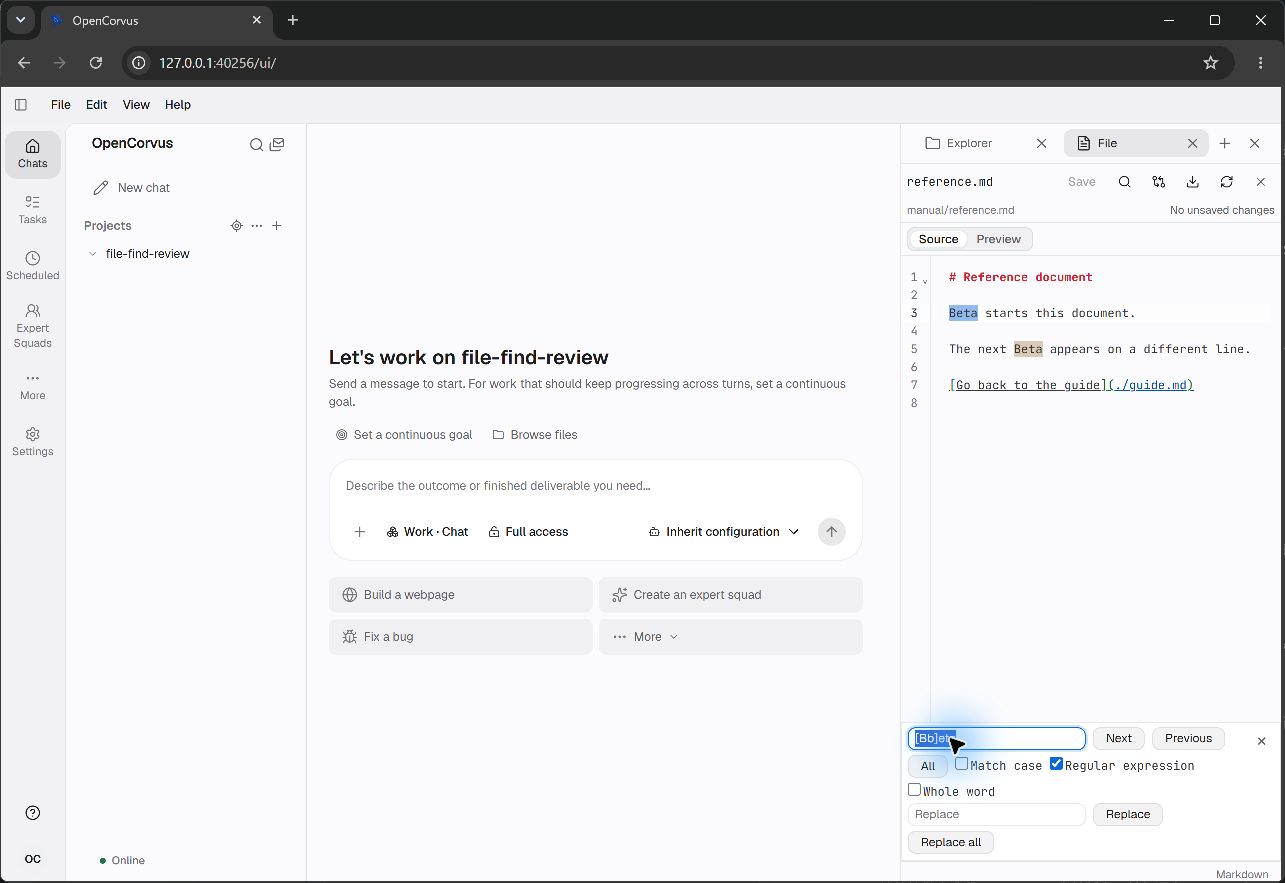 OpenCorvus
127.0.0.1:40256/ui/
File Edit View Help
Chats
Tasks
Scheduled
Expert
Squads
More
Settings
OC
OpenCorvus
New chat
Projects
file-find-review
Online
Let's work on file-find-review
Send a message to start. For work that should keep progressing across turns, set a continuous
goal.
Set a continuous goal Browse files
Describe the outcome or finished deliverable you need...
Work · Chat Full access Inherit configuration
Build a webpage Create an expert squad
Fix a bug More
Explorer File
reference.md Save
manual/reference.md No unsaved changes
Source Preview
1 # Reference document
2
3 Beta starts this document.
4
5 The next Beta appears on a different line.
6
7 [Go back to the guide](./guide.md)
8
Next Previous
All Match case Regular expression
Whole word
Replace Replace
Replace all
Markdown